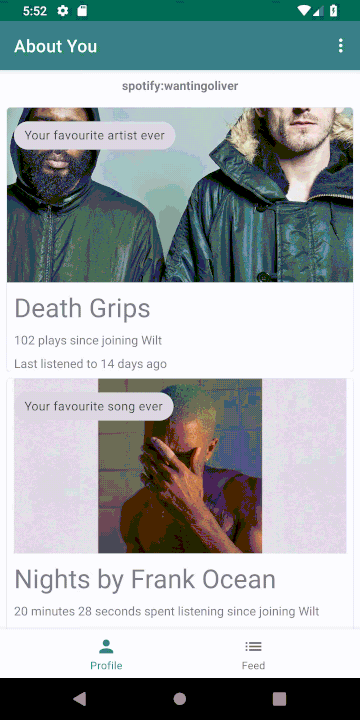 5:52
About You
spotify:wantingoliver
Your favourite artist ever
Death Grips
102 plays since joining Wilt
Last listened to 14 days ago
Your favourite song ever
Nights by Frank Ocean
20 minutes 28 seconds spent listening since joining Wilt
Profile
Feed